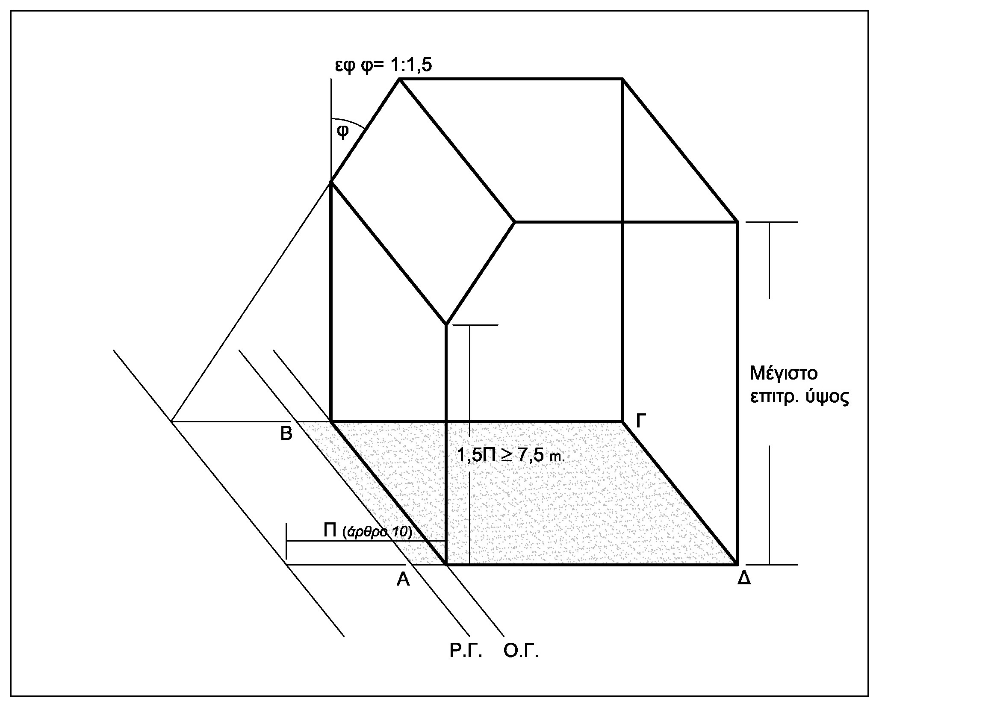 εφ φ= 1:1,5
φ
Μέγιστο
επιτρ. ύψος
Γ
Β
1,5Π ≥ 7,5 m.
Π (άρθρο 10)
Α
Δ
Ρ.Γ. Ο.Γ.